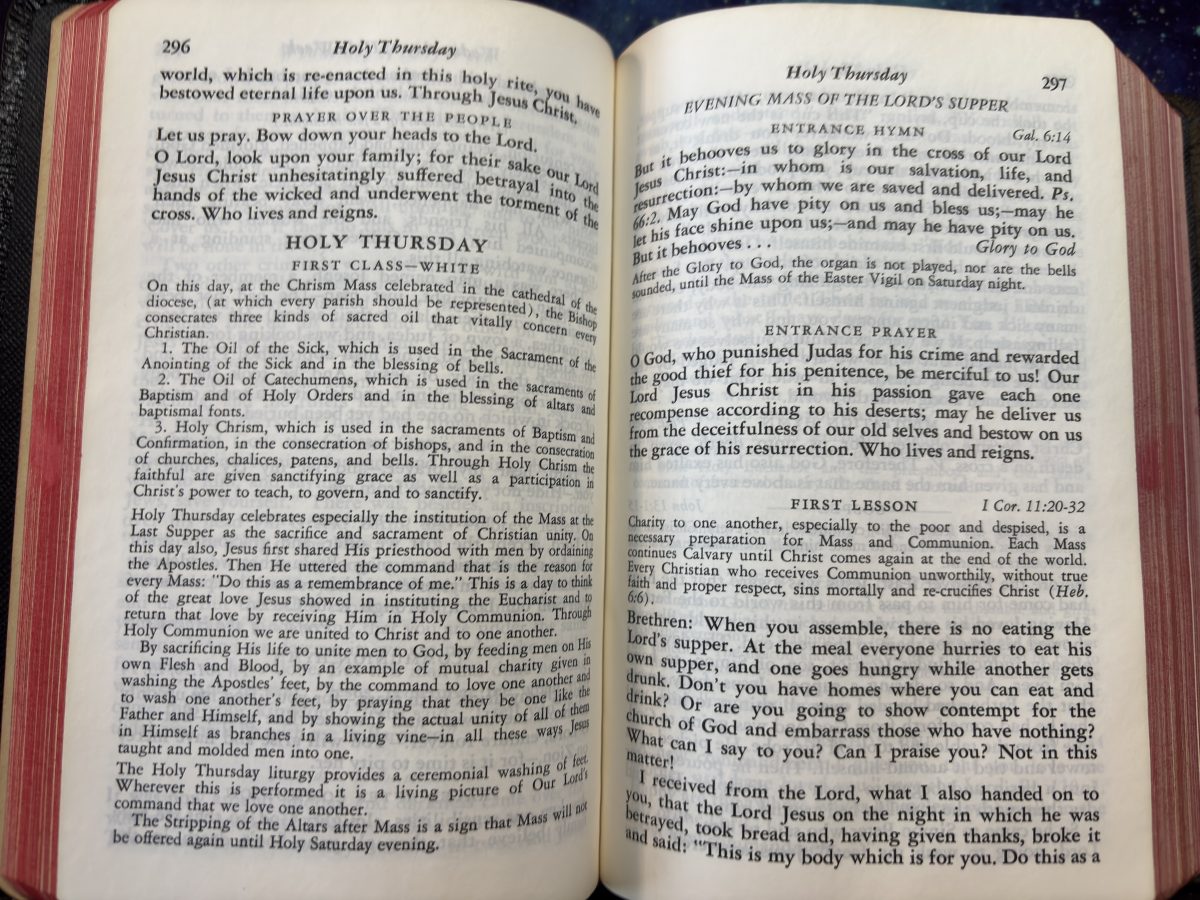 296
Holy Thursday
world, which is re-enacted in this holy rite, you have
bestowed eternal life upon us. Through Jesus Christ.
PRAYER OVER THE PEOPLE
Let us pray. Bow down your heads to the Lord.
O Lord, look upon your family; for their sake our Lord
Jesus Christ unhesitatingly suffered betrayal into the
hands of the wicked and underwent the torment of the
cross. Who lives and reigns.
HOLY THURSDAY
FIRST CLASS—WHITE
On this day, at the Chrism Mass celebrated in the cathedral of the
diocese, (at which every parish should be represented), the Bishop
consecrates three kinds of sacred oil that vitally concern every
Christian.
1. The Oil of the Sick, which is used in the Sacrament of the
Anointing of the Sick and in the blessing of bells.
2. The Oil of Catechumens, which is used in the sacraments of
Baptism and of Holy Orders and in the blessing of altars and
baptismal fonts.
3. Holy Chrism, which is used in the sacraments of Baptism and
Confirmation, in the consecration of bishops, and in the consecration
of churches, chalices, patens, and bells. Through Holy Chrism the
faithful are given sanctifying grace as well as a participation in
Christ's power to teach, to govern, and to sanctify.
Holy Thursday celebrates especially the institution of the Mass at the
Last Supper as the sacrifice and sacrament of Christian unity. On
this day also, Jesus first shared His priesthood with men by ordaining
the Apostles. Then He uttered the command that is the reason for
every Mass: "Do this as a remembrance of me." This is a day to think
of the great love Jesus showed in instituting the Eucharist and to
return that love by receiving Him in Holy Communion. Through
Holy Communion we are united to Christ and to one another.
By sacrificing His life to unite men to God, by feeding men on His
own Flesh and Blood, by an example of mutual charity given in
washing the Apostles' feet, by the command to love one another and
to wash one another's feet, by praying that they be one like the
Father and Himself, and by showing the actual unity of all of them
in Himself as branches in a living vine—in all these ways Jesus
taught and molded men into one.
The Holy Thursday liturgy provides a ceremonial washing of feet.
Wherever this is performed it is a living picture of Our Lord's
command that we love one another.
The Stripping of the Altars after Mass is a sign that Mass will not
be offered again until Holy Saturday evening.
Holy Thursday
297
EVENING MASS OF THE LORD'S SUPPER
ENTRANCE HYMN Gal. 6:14
But it behooves us to glory in the cross of our Lord
Jesus Christ:—in whom is our salvation, life, and
resurrection:—by whom we are saved and delivered. Ps.
66:2. May God have pity on us and bless us;—may he
let his face shine upon us;—and may he have pity on us.
But it behooves . . . Glory to God
After the Glory to God, the organ is not played, nor are the bells
sounded, until the Mass of the Easter Vigil on Saturday night.
ENTRANCE PRAYER
O God, who punished Judas for his crime and rewarded
the good thief for his penitence, be merciful to us! Our
Lord Jesus Christ in his passion gave each one
recompense according to his deserts; may he deliver us
from the deceitfulness of our old selves and bestow on us
the grace of his resurrection. Who lives and reigns.
FIRST LESSON I Cor. 11:20-32
Charity to one another, especially to the poor and despised, is a
necessary preparation for Mass and Communion. Each Mass
continues Calvary until Christ comes again at the end of the world.
Every Christian who receives Communion unworthily, without true
faith and proper respect, sins mortally and re-crucifies Christ (Heb.
6:6).
Brethren: When you assemble, there is no eating the
Lord's supper. At the meal everyone hurries to eat his
own supper, and one goes hungry while another gets
drunk. Don't you have homes where you can eat and
drink? Or are you going to show contempt for the
church of God and embarrass those who have nothing?
What can I say to you? Can I praise you? Not in this
matter!
I received from the Lord, what I also handed on to
you, that the Lord Jesus on the night in which he was
betrayed, took bread and, having given thanks, broke it
and said: "This is my body which is for you. Do this as a